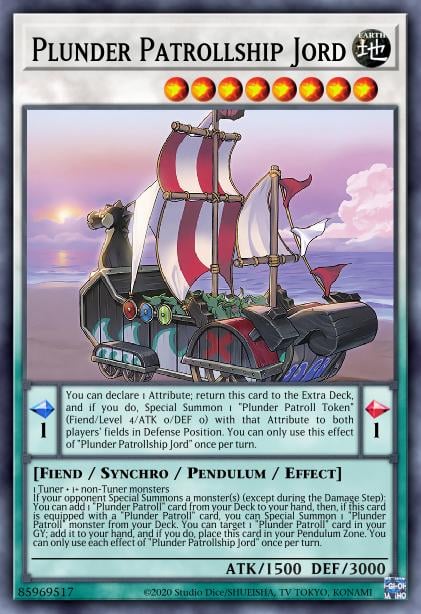 PLUNDER PATROLLSHIP JORD
EARTH
地
You can declare 1 Attribute; return this card to the Extra Deck,
and if you do, Special Summon 1 "Plunder Patroll Token"
(Fiend/Level 4/ATK 0/DEF 0) with that Attribute to both
players' fields in Defense Position. You can only use this effect
of "Plunder Patrollship Jord" once per turn.
1
1
[FIEND / SYNCHRO / PENDULUM / EFFECT]
1 Tuner + 1+ non-Tuner monsters
If your opponent Special Summons a monster(s) (except during the Damage Step):
You can add 1 "Plunder Patroll" card from your Deck to your hand, then, if this card
is equipped with a "Plunder Patroll" card, you can Special Summon 1 "Plunder
Patroll" monster from your Deck. You can target 1 "Plunder Patroll" card in your
GY; add it to your hand, and if you do, place this card in your Pendulum Zone. You can
only use each effect of "Plunder Patrollship Jord" once per turn.
ATK/1500 DEF/3000
85969517
©2020 Studio Dice/SHUEISHA, TV TOKYO, KONAMI